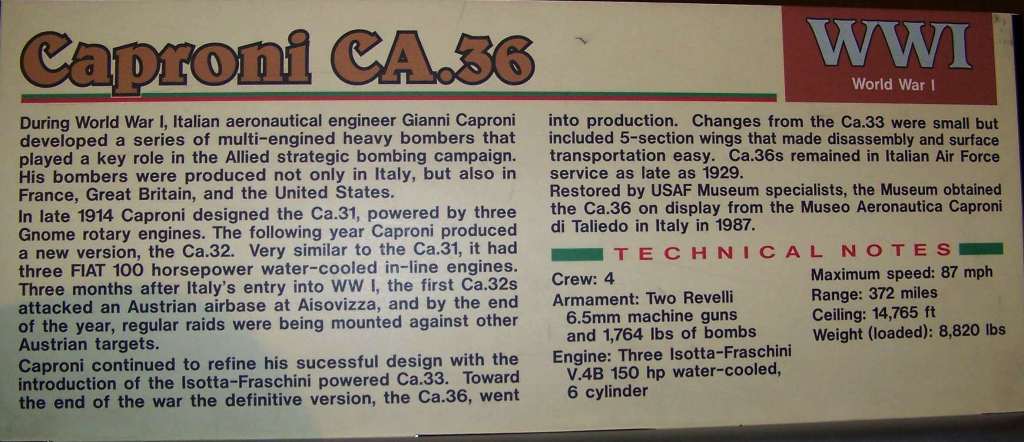 Caproni CA.36
WWI
World War I
During World War I, Italian aeronautical engineer Gianni Caproni
developed a series of multi-engined heavy bombers that
played a key role in the Allied strategic bombing campaign.
His bombers were produced not only in Italy, but also in
France, Great Britain, and the United States.
In late 1914 Caproni designed the Ca.31, powered by three
Gnome rotary engines. The following year Caproni produced
a new version, the Ca.32. Very similar to the Ca.31, it had
three FIAT 100 horsepower water-cooled in-line engines.
Three months after Italy's entry into WW I, the first Ca.32s
attacked an Austrian airbase at Aisovizza, and by the end
of the year, regular raids were being mounted against other
Austrian targets.
Caproni continued to refine his sucessful design with the
introduction of the Isotta-Fraschini powered Ca.33. Toward
the end of the war the definitive version, the Ca.36, went
into production. Changes from the Ca.33 were small but
included 5-section wings that made disassembly and surface
transportation easy. Ca.36s remained in Italian Air Force
service as late as 1929.
Restored by USAF Museum specialists, the Museum obtained
the Ca.36 on display from the Museo Aeronautica Caproni
di Taliedo in Italy in 1987.
TECHNICAL NOTES
Crew: 4
Armament: Two Revelli
6.5mm machine guns
and 1,764 lbs of bombs
Engine: Three Isotta-Fraschini
V.4B 150 hp water-cooled,
6 cylinder
Maximum speed: 87 mph
Range: 372 miles
Ceiling: 14,765 ft
Weight (loaded): 8,820 lbs